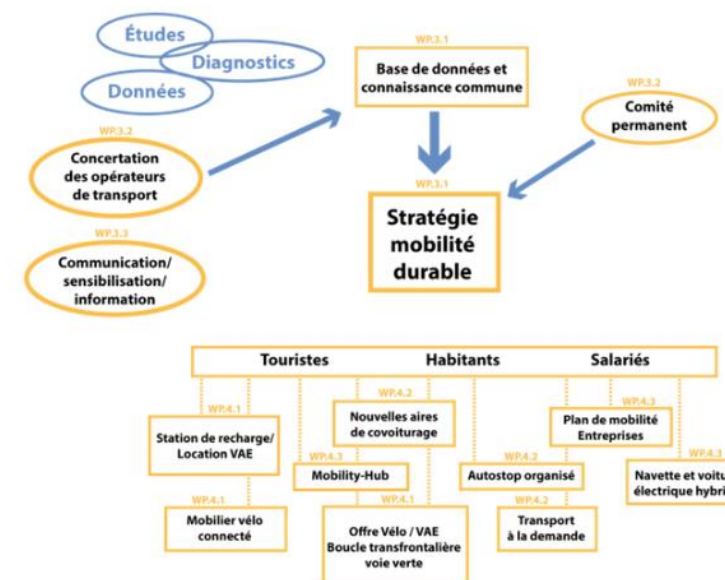 Études
Diagnostics
Données
WP.3.1
Base de données et
connaissance commune
WP.3.2
Comité
permanent
WP.3.2
Concertation
des opérateurs
de transport
WP.3.1
Stratégie
mobilité
durable
WP.3.3
Communication/
sensibilisation/
information
Touristes Habitants Salariés
WP.4.1
Station de recharge/
Location VAE
WP.4.2
Nouvelles aires
de covoiturage
WP.4.3
Plan de mobilité
Entreprises
WP.4.3
Mobility-Hub
WP.4.2
Autostop organisé
WP.4.3
Navette et voitu
électrique hybri
WP.4.1
Mobilier vélo
connecté
WP.4.1
Offre Vélo / VAE
Boucle transfrontalière
voie verte
WP.4.2
Transport
à la demande